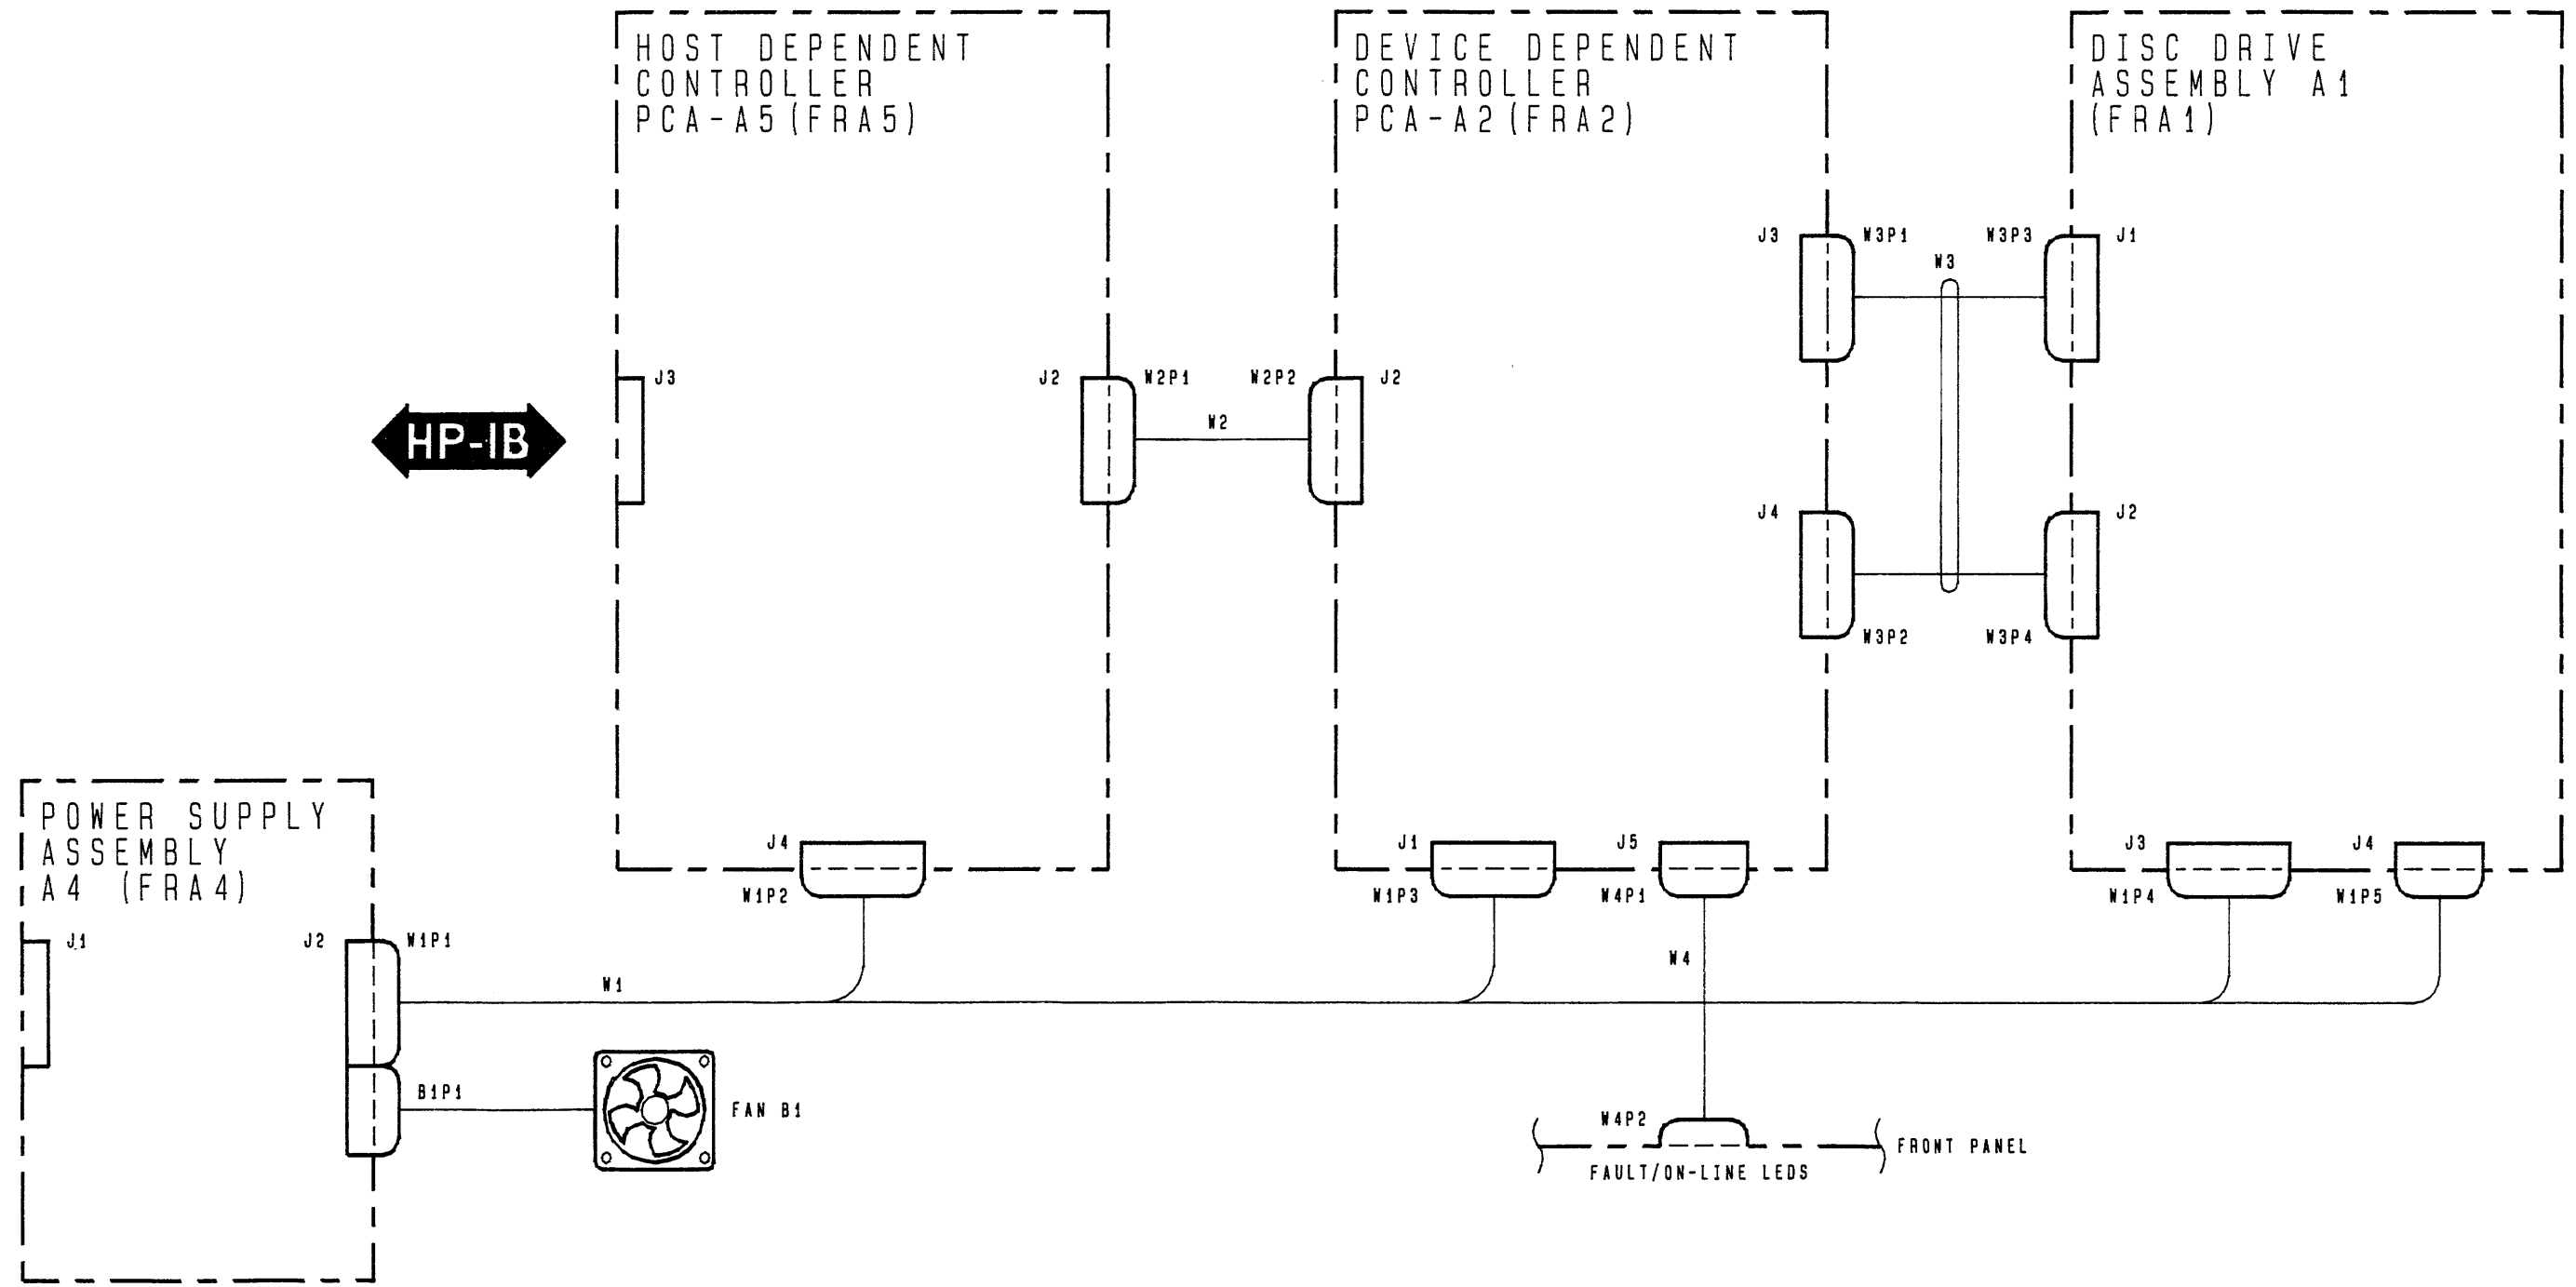 HOST DEPENDENT
CONTROLLER
PCA-A5(FRA5)
DEVICE DEPENDENT
CONTROLLER
PCA-A2(FRA2)
DISC DRIVE
ASSEMBLY A1
(FRA1)
J3
W3P1
W3P3
J1
W3
J3
J2
W2P1
W2P2
J2
W2
HP-IB
J4
J2
W3P2
W3P4
POWER SUPPLY
ASSEMBLY
A4 (FRA4)
J4
W1P2
J1
W1P3
J5
W4P1
J3
W1P4
J4
W1P5
J1
J2
W1P1
W1
W4
B1P1
FAN B1
W4P2
FRONT PANEL
FAULT/ON-LINE LEDS